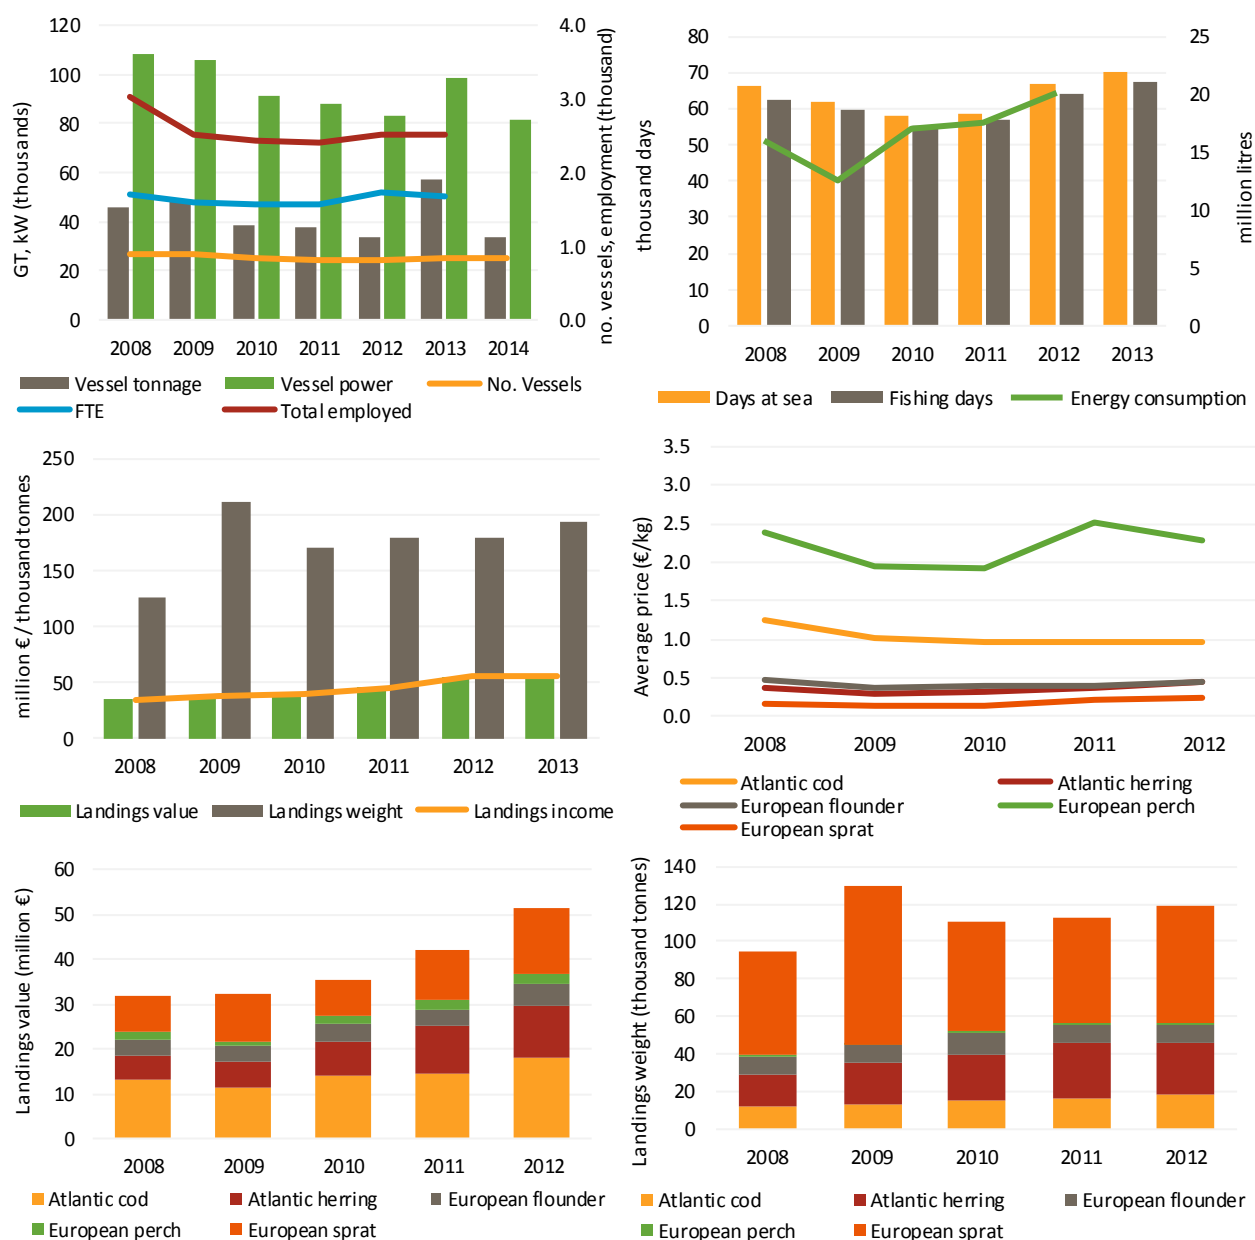 120
100
80
60
40
20
0
GT, kW (thousands)
4.0
3.0
2.0
1.0
0.0
no. vessels, employment (thousand)
2008 2009 2010 2011 2012 2013 2014
Vessel tonnage Vessel power No. Vessels
FTE Total employed
80
70
60
50
40
30
20
10
0
thousand days
25
20
15
10
5
0
million litres
2008 2009 2010 2011 2012 2013
Days at sea Fishing days Energy consumption
250
200
150
100
50
0
million €/ thousand tonnes
2008 2009 2010 2011 2012 2013
Landings value Landings weight Landings income
3.5
3.0
2.5
2.0
1.5
1.0
0.5
0.0
Average price (€/kg)
2008 2009 2010 2011 2012
Atlantic cod Atlantic herring
European flounder European perch
European sprat
60
50
40
30
20
10
0
Landings value (million €)
2008 2009 2010 2011 2012
Atlantic cod Atlantic herring European flounder
European perch European sprat
140
120
100
80
60
40
20
0
Landings weight (thousand tonnes)
2008 2009 2010 2011 2012
Atlantic cod Atlantic herring European flounder
European perch European sprat